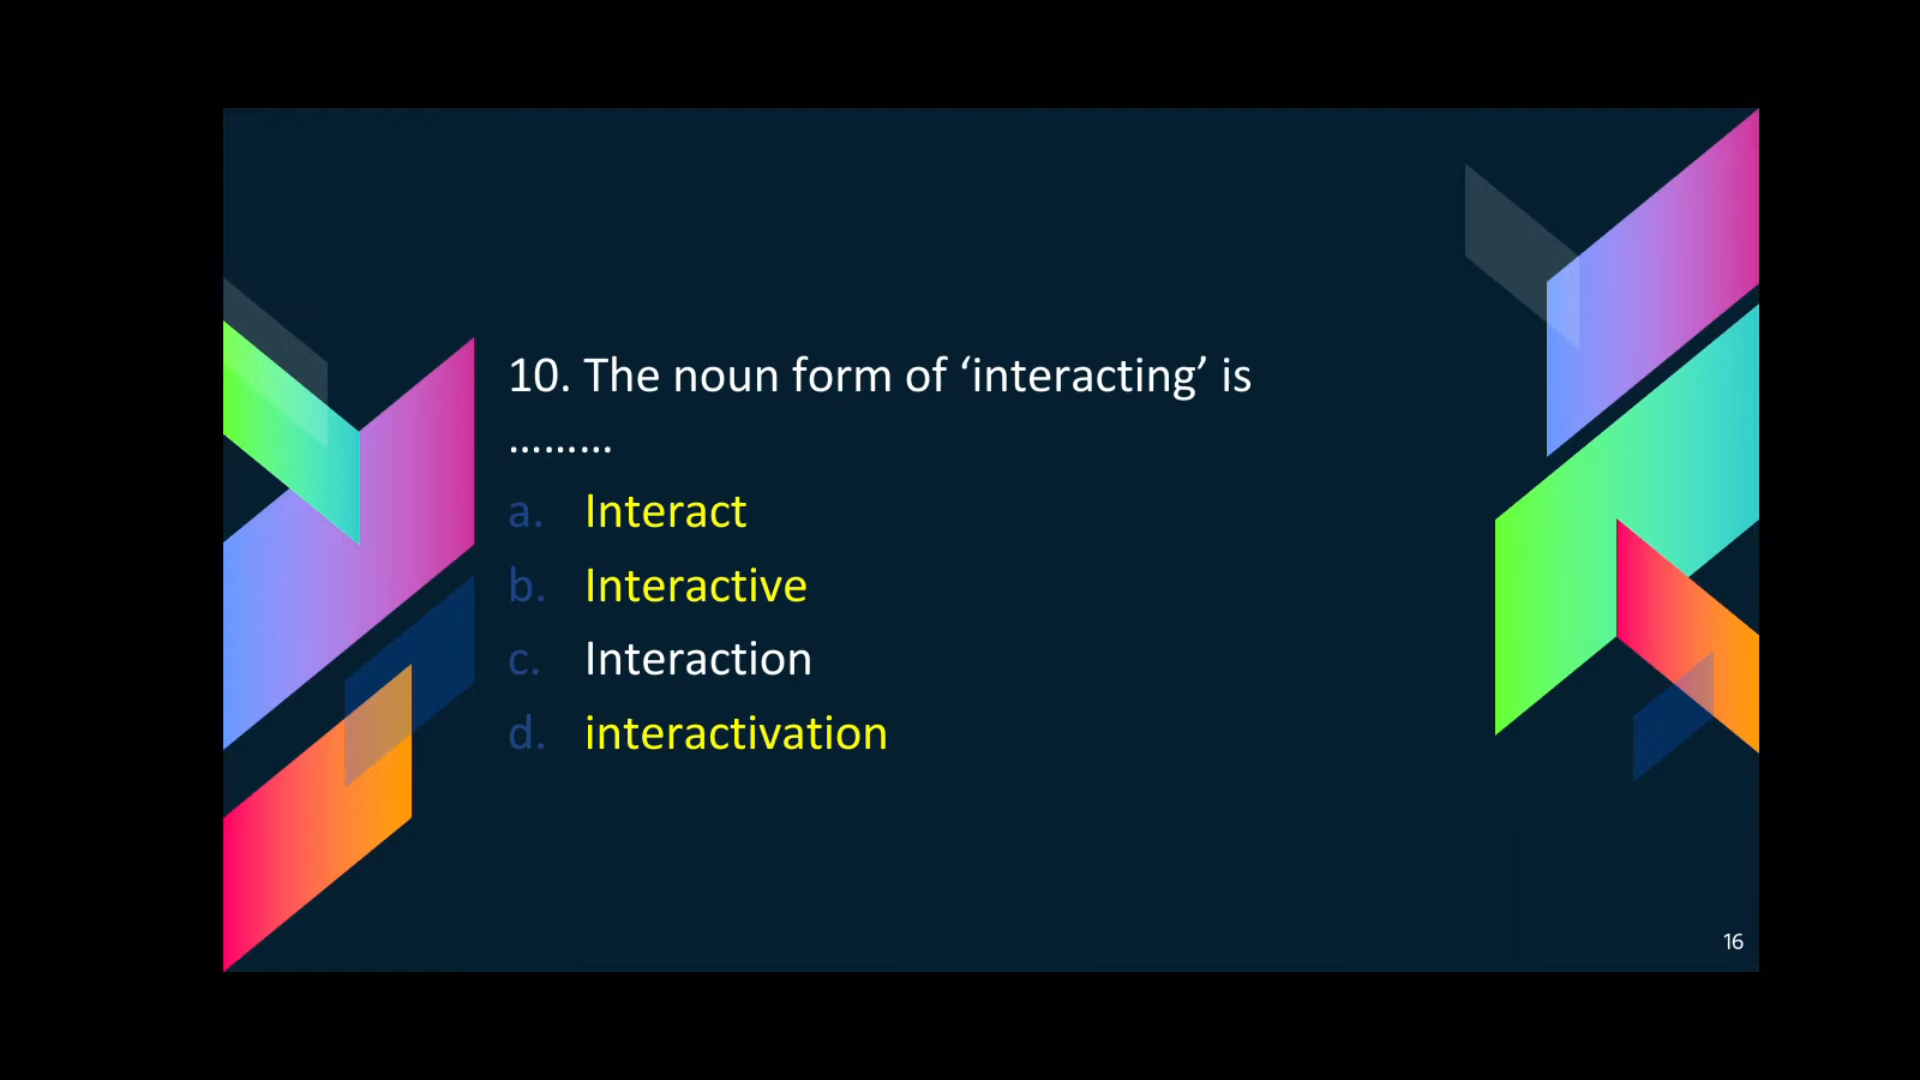 10. The noun form of ‘interacting’ is
………
a. Interact
b. Interactive
c. Interaction
d. interactivation
16